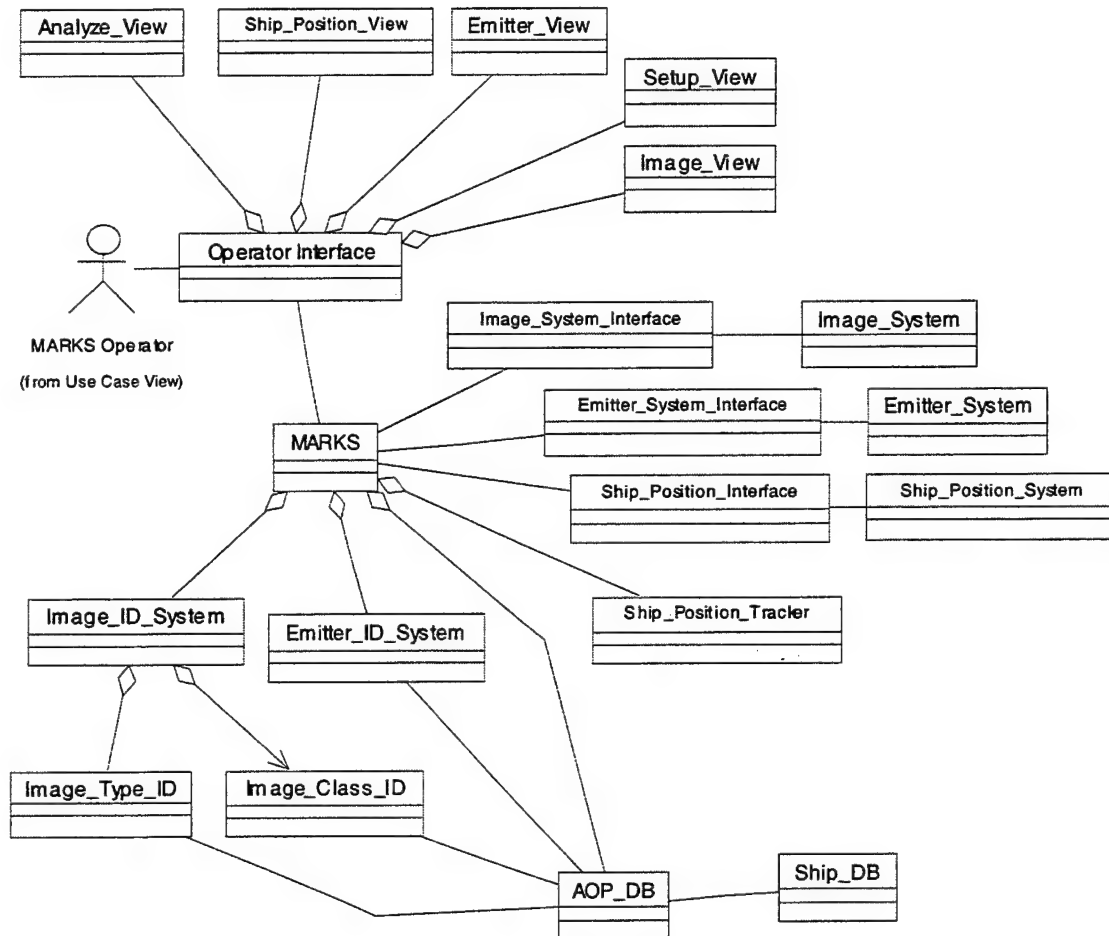 Analyze_View
Ship_Position_View
Emitter_View
Setup_View
Image_View
Operator Interface
MARKS Operator
(from Use Case View)
Image_System_Interface
Image_System
Emitter_System_Interface
Emitter_System
MARKS
Ship_Position_Interface
Ship_Position_System
Image_ID_System
Emitter_ID_System
Ship_Position_Tracker
Image_Type_ID
Image_Class_ID
AOP_DB
Ship_DB